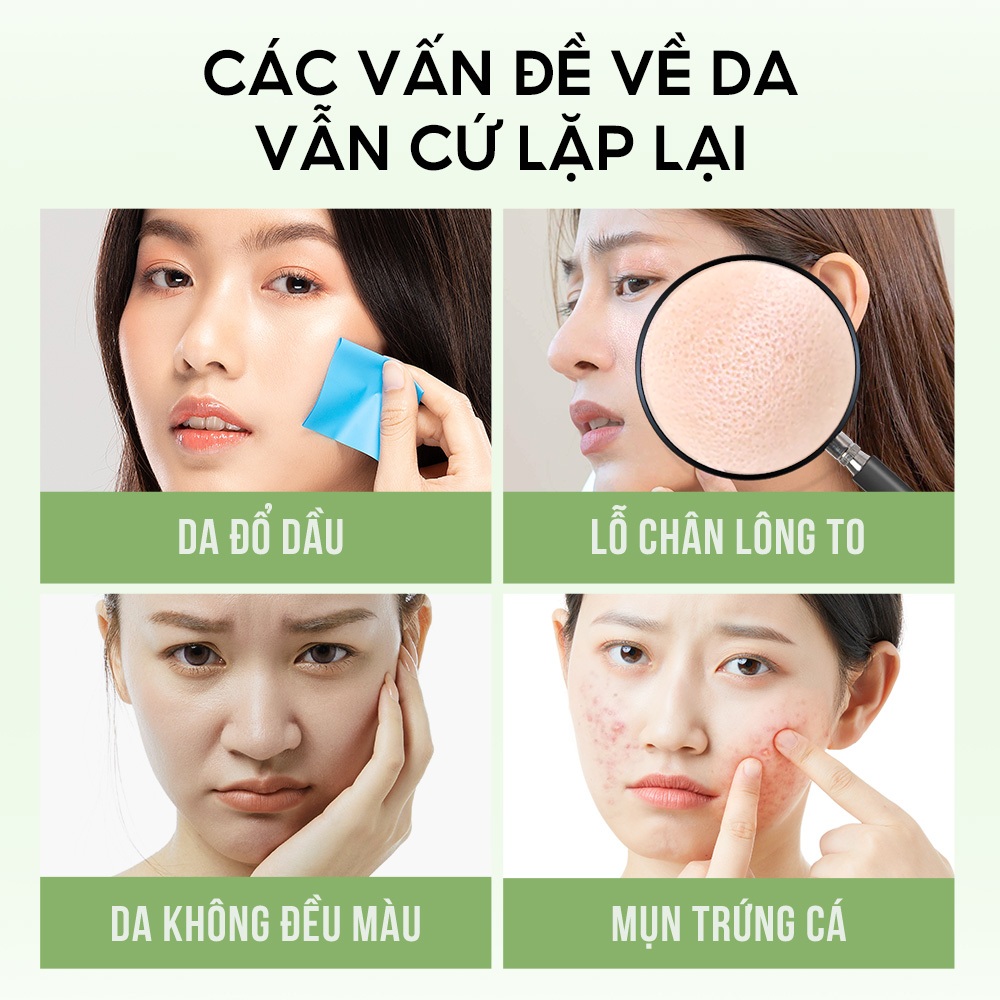 CÁC VẤN ĐỀ VỀ DA
VẪN CỨ LẶP LẠI
DA ĐỔ DẦU
LỖ CHÂN LÔNG TO
DA KHÔNG ĐỀU MÀU
MỤN TRỨNG CÁ